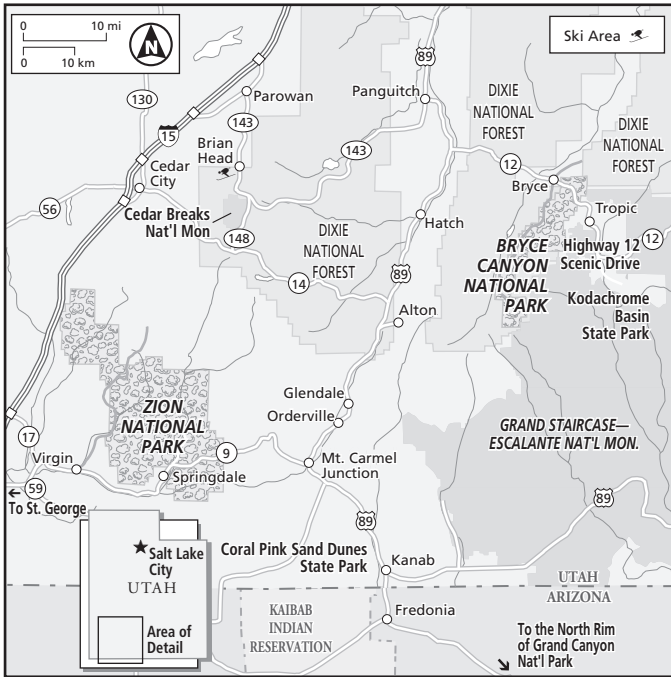 0 10 mi
N
0 10 km
Ski Area
89
130
Parowan
Panguitch
DIXIE
NATIONAL
FOREST
DIXIE
NATIONAL
FOREST
15
143
143
12
Brian
Head
Cedar
City
Bryce
56
Cedar Breaks
Nat'l Mon
Tropic
Hatch
148
DIXIE
NATIONAL
FOREST
12
BRYCE
CANYON
NATIONAL
PARK
Highway 12
Scenic Drive
89
14
Kodachrome
Basin
State Park
Alton
Glendale
Orderville
ZION
NATIONAL
PARK
GRAND STAIRCASE—
ESCALANTE NAT'L MON.
17
9
Virgin
Mt. Carmel
Junction
Springdale
59
To St. George
89
89
Salt Lake
City
UTAH
Area of
Detail
Coral Pink Sand Dunes
State Park
Kanab
UTAH
ARIZONA
KAIBAB
INDIAN
RESERVATION
Fredonia
To the North Rim
of Grand Canyon
Nat'l Park